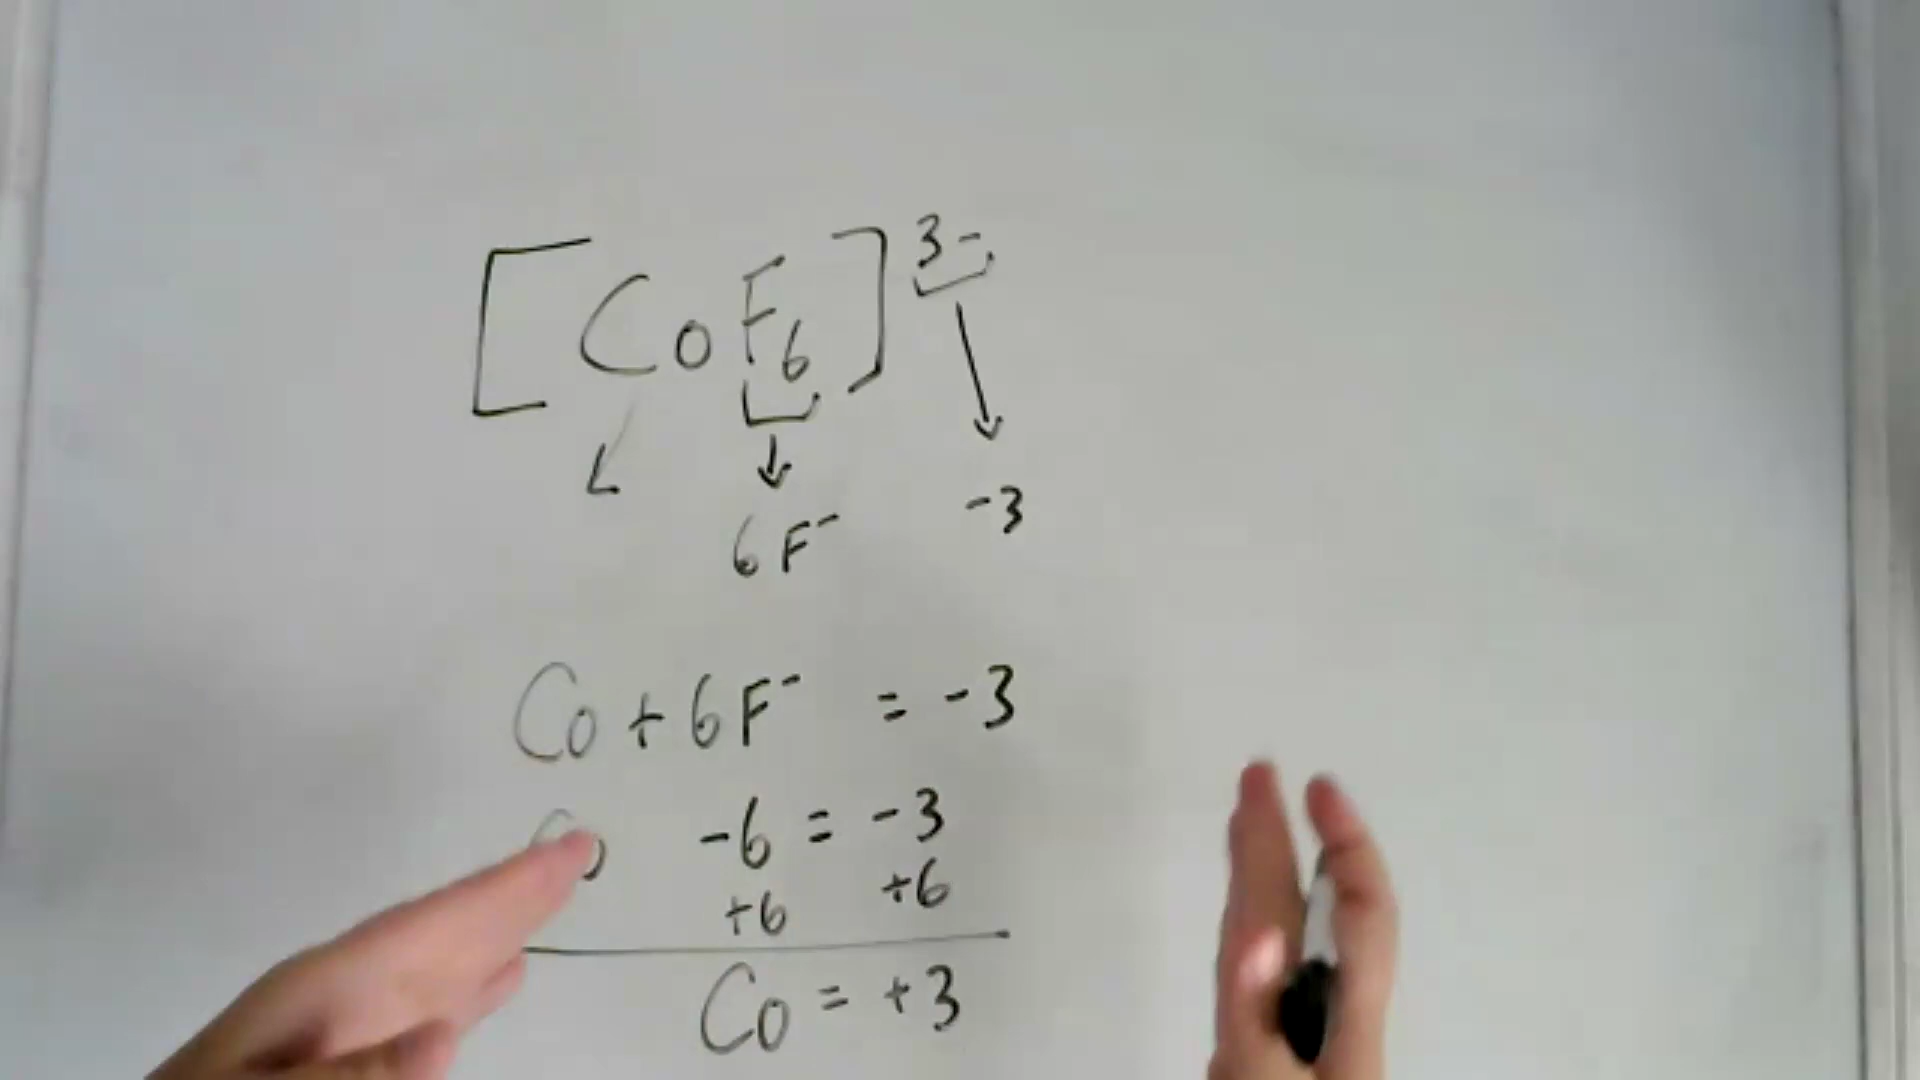 [CoF₆]³⁻
6F⁻ -3
Co + 6F⁻ = -3
Co -6 = -3
+6 +6
Co = +3